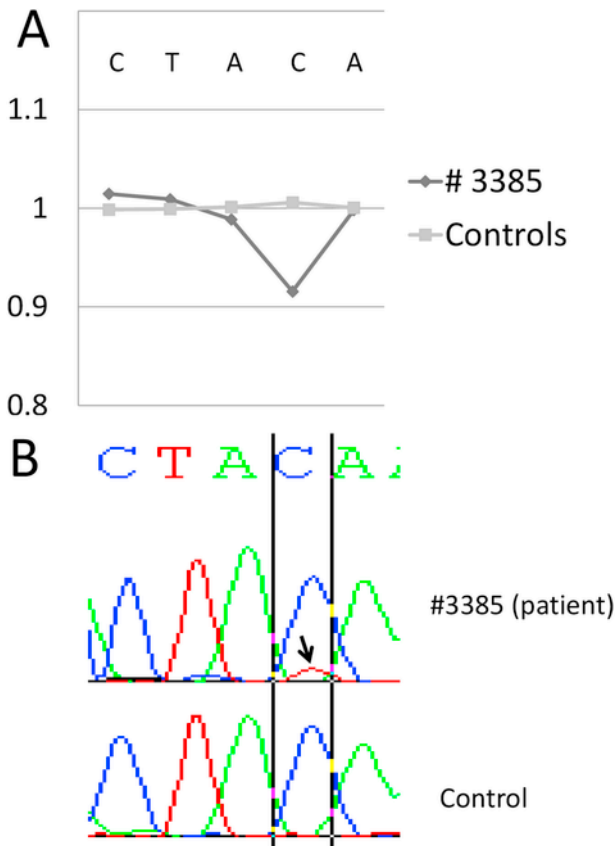 A
C T A C A
1.1
1
0.9
0.8
# 3385
Controls
B
C T A C A
#3385 (patient)
Control